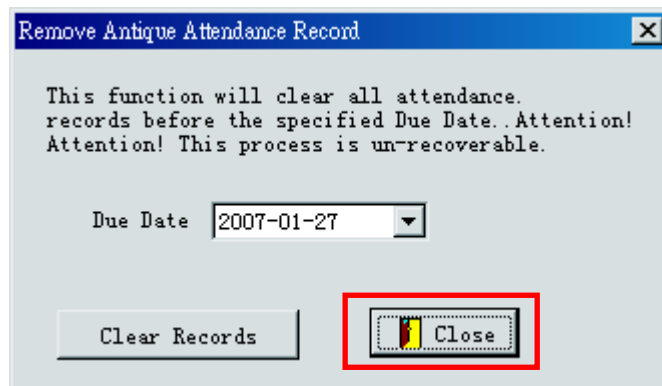 Remove Antique Attendance Record
This function will clear all attendance.
records before the specified Due Date..Attention!
Attention! This process is un-recoverable.
Due Date 2007-01-27
Clear Records Close